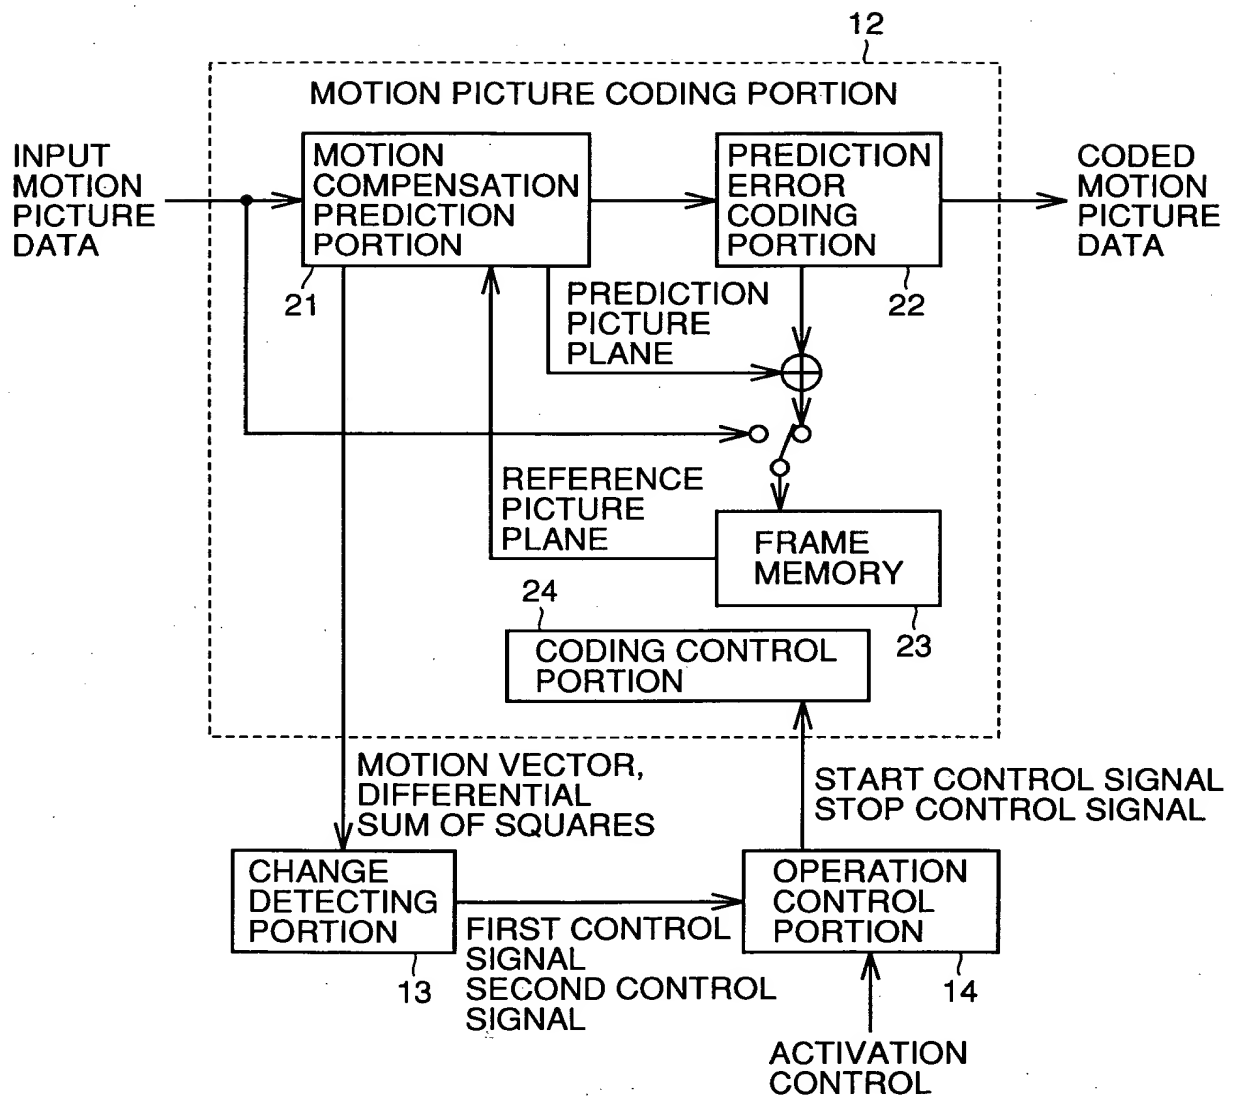 12
MOTION PICTURE CODING PORTION
INPUT
MOTION
PICTURE
DATA
MOTION
COMPENSATION
PREDICTION
PORTION
PREDICTION
ERROR
CODING
PORTION
CODED
MOTION
PICTURE
DATA
21
22
PREDICTION
PICTURE
PLANE
REFERENCE
PICTURE
PLANE
FRAME
MEMORY
23
24
CODING CONTROL
PORTION
MOTION VECTOR,
DIFFERENTIAL
SUM OF SQUARES
START CONTROL SIGNAL
STOP CONTROL SIGNAL
CHANGE
DETECTING
PORTION
13
FIRST CONTROL
SIGNAL
SECOND CONTROL
SIGNAL
OPERATION
CONTROL
PORTION
14
ACTIVATION
CONTROL